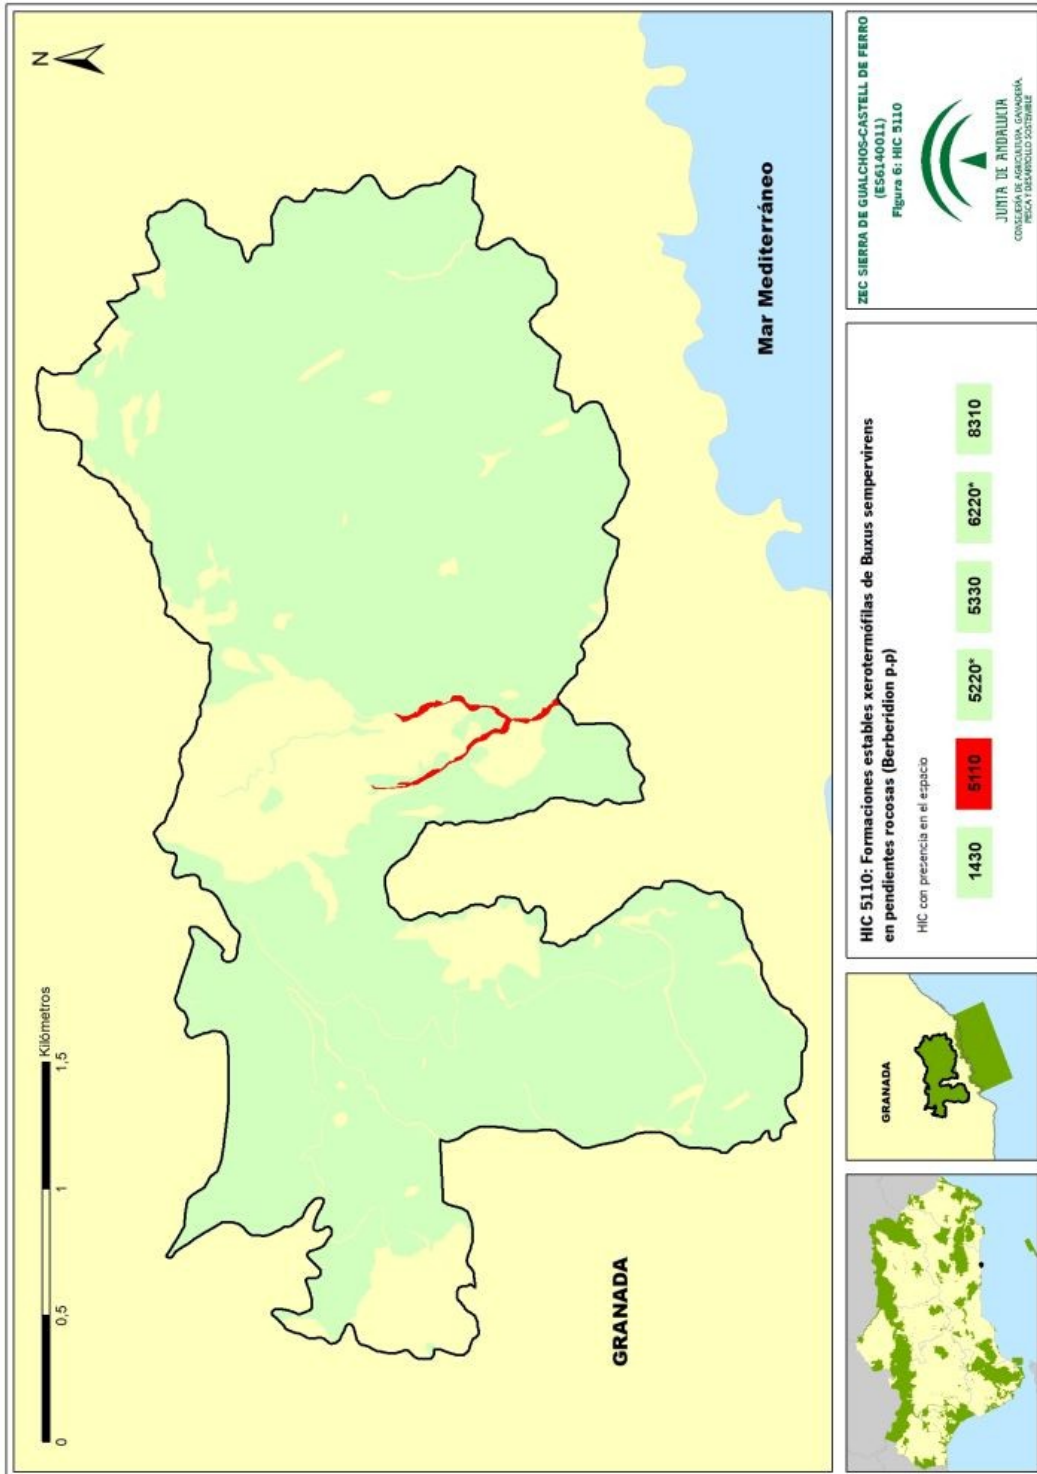 N
Kilómetros
0
0,5
1
1,5
GRANADA
Mar Mediterráneo
GRANADA
HIC 5110: Formaciones estables xerotermófilas de Buxus sempervirens
en pendientes rocosas (Berberidion p.p)
HIC con presencia en el espacio
1430
5110
5220*
5330
6220*
8310
ZEC SIERRA DE GUALCHOS-CASTELL DE FERRO
(ES6140011)
Figura 6: HIC 5110
JUNTA DE ANDALUCIA
CONSEJERÍA DE AGRICULTURA, GANADERÍA,
PESCA Y DESARROLLO SOSTENIBLE